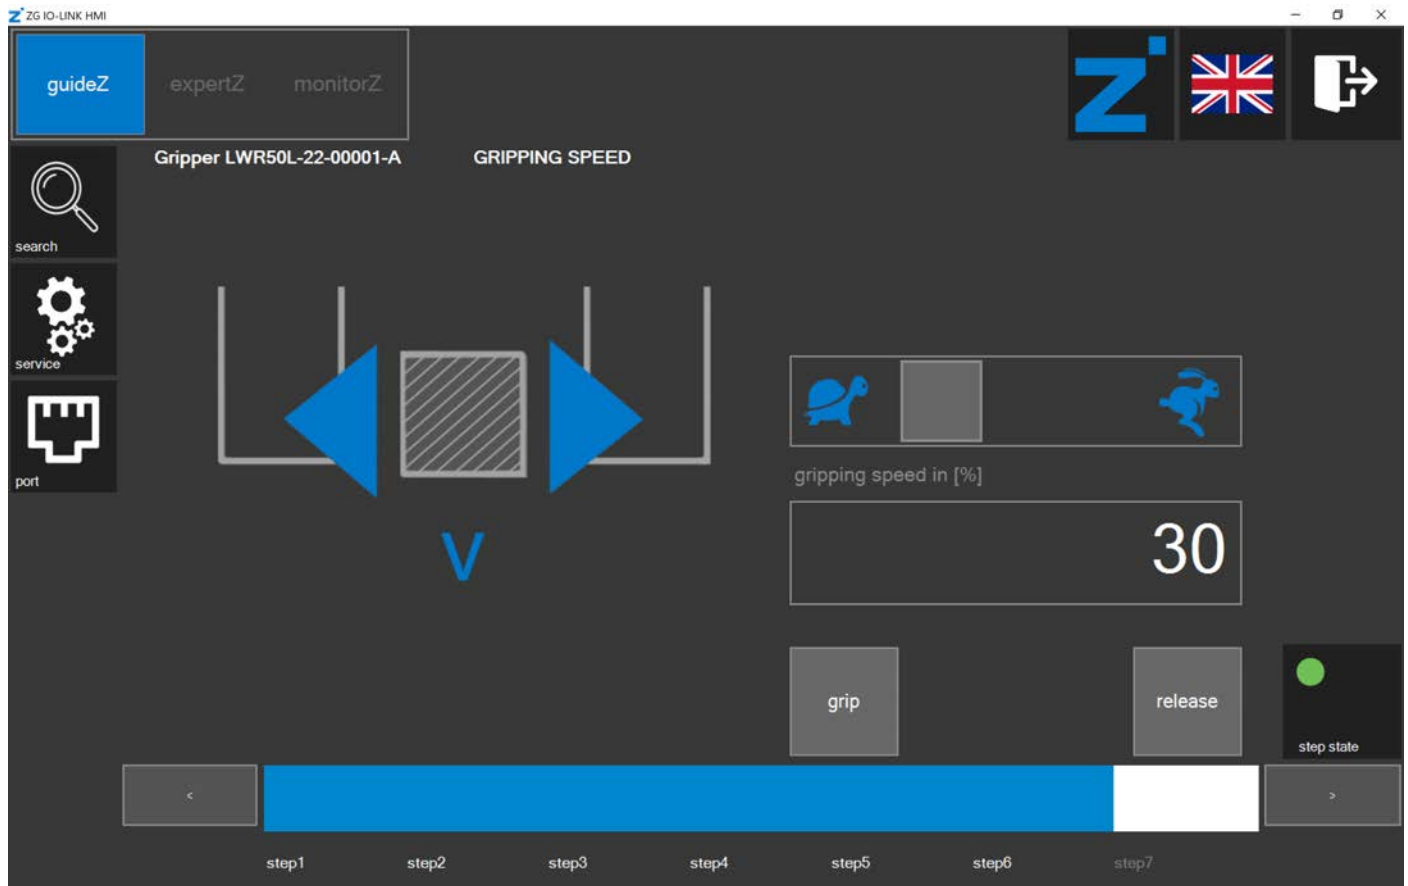 ZG IO-LINK HMI
guideZ expertZ monitorZ
Z
Gripper LWR50L-22-00001-A GRIPPING SPEED
search
service
port
gripping speed in [%]
V
30
grip release
step state
< >
step1 step2 step3 step4 step5 step6 step7